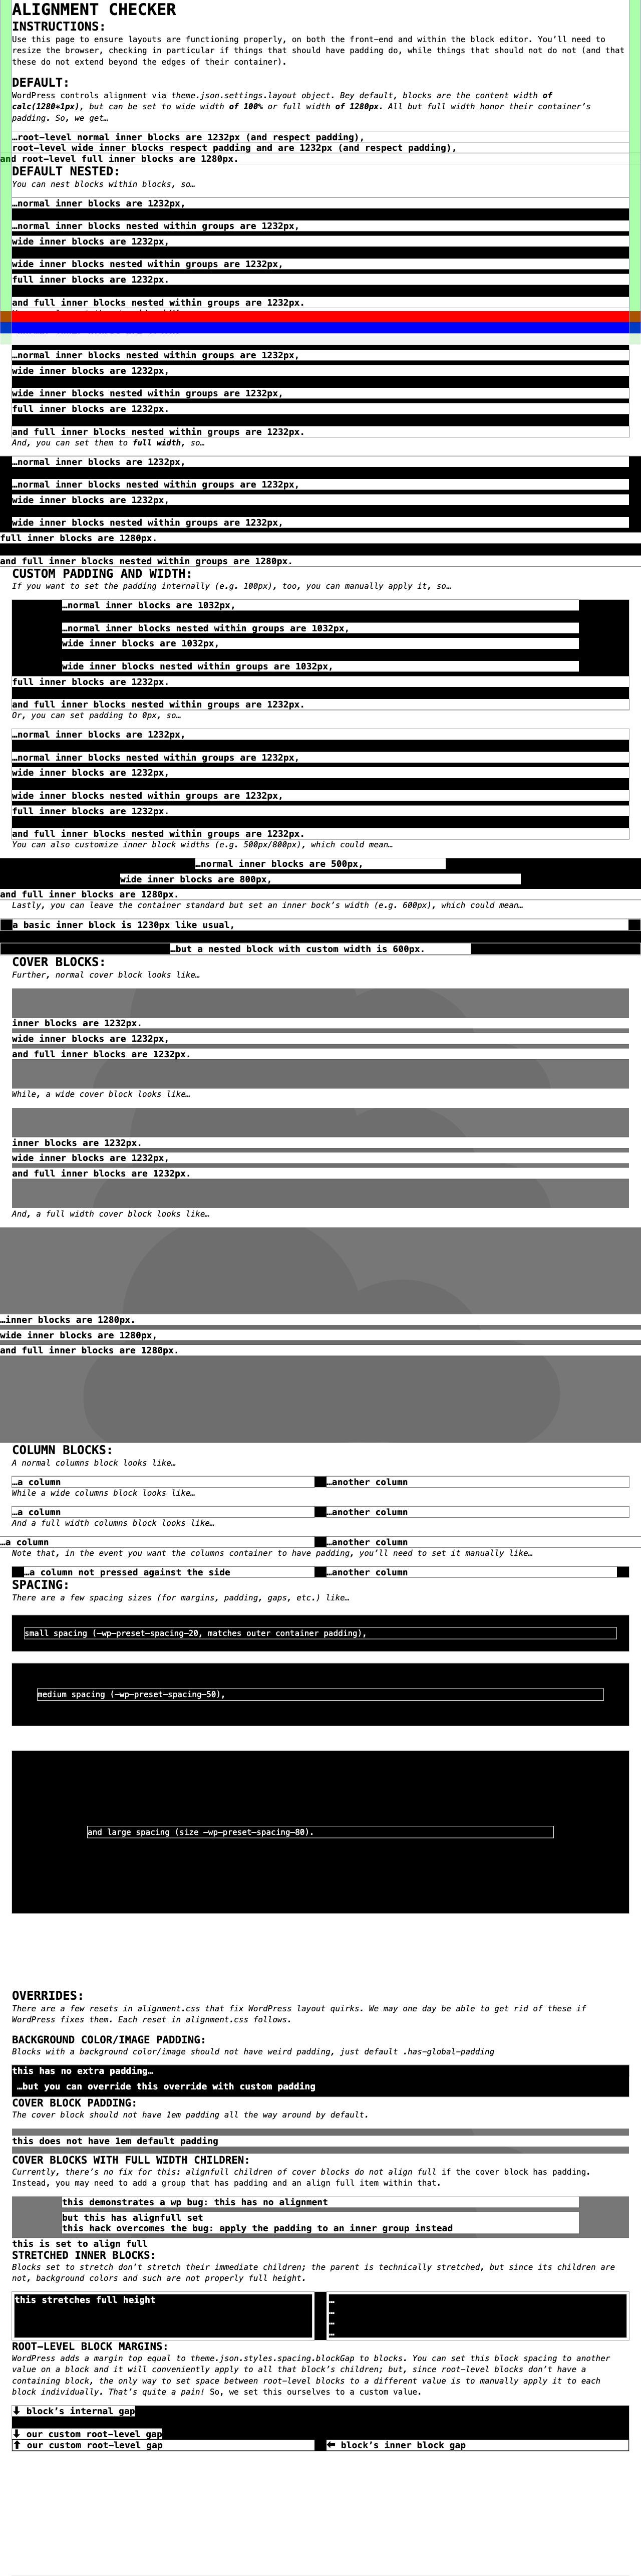 ALIGNMENT CHECKER
INSTRUCTIONS:
Use this page to ensure layouts are functioning properly, on both the front-end and within the block editor. You’ll need to
resize the browser, checking in particular if things that should have padding do, while things that should not do not (and that
these do not extend beyond the edges of their container).
DEFAULT:
WordPress controls alignment via theme.json.settings.layout object. Bey default, blocks are the content width of
calc(1280*1px), but can be set to wide width of 100% or full width of 1280px. All but full width honor their container’s
padding. So, we get…
…root-level normal inner blocks are 1232px (and respect padding),
root-level wide inner blocks respect padding and are 1232px (and respect padding),
and root-level full inner blocks are 1280px.
DEFAULT NESTED:
You can nest blocks within blocks, so…
…normal inner blocks are 1232px,
…normal inner blocks nested within groups are 1232px,
wide inner blocks are 1232px,
wide inner blocks nested within groups are 1232px,
full inner blocks are 1232px.
and full inner blocks nested within groups are 1232px.
…normal inner blocks nested within groups are 1232px,
wide inner blocks are 1232px,
wide inner blocks nested within groups are 1232px,
full inner blocks are 1232px.
and full inner blocks nested within groups are 1232px.
And, you can set them to full width, so…
…normal inner blocks are 1232px,
…normal inner blocks nested within groups are 1232px,
wide inner blocks are 1232px,
wide inner blocks nested within groups are 1232px,
full inner blocks are 1280px.
and full inner blocks nested within groups are 1280px.
CUSTOM PADDING AND WIDTH:
If you want to set the padding internally (e.g. 100px), too, you can manually apply it, so…
…normal inner blocks are 1032px,
…normal inner blocks nested within groups are 1032px,
wide inner blocks are 1032px,
wide inner blocks nested within groups are 1032px,
full inner blocks are 1232px.
and full inner blocks nested within groups are 1232px.
Or, you can set padding to 0px, so…
…normal inner blocks are 1232px,
…normal inner blocks nested within groups are 1232px,
wide inner blocks are 1232px,
wide inner blocks nested within groups are 1232px,
full inner blocks are 1232px.
and full inner blocks nested within groups are 1232px.
You can also customize inner block widths (e.g. 500px/800px), which could mean…
…normal inner blocks are 500px,
wide inner blocks are 800px,
and full inner blocks are 1280px.
Lastly, you can leave the container standard but set an inner bock’s width (e.g. 600px), which could mean…
a basic inner block is 1230px like usual,
…but a nested block with custom width is 600px.
COVER BLOCKS:
Further, normal cover block looks like…
inner blocks are 1232px.
wide inner blocks are 1232px,
and full inner blocks are 1232px.
While, a wide cover block looks like…
inner blocks are 1232px.
wide inner blocks are 1232px,
and full inner blocks are 1232px.
And, a full width cover block looks like…
…inner blocks are 1280px.
wide inner blocks are 1280px,
and full inner blocks are 1280px.
COLUMN BLOCKS:
A normal columns block looks like…
…a column …another column
While a wide columns block looks like…
…a column …another column
And a full width columns block looks like…
…a column …another column
Note that, in the event you want the columns container to have padding, you’ll need to set it manually like…
…a column not pressed against the side …another column
SPACING:
There are a few spacing sizes (for margins, padding, gaps, etc.) like…
small spacing (–wp–preset–spacing–20, matches outer container padding),
medium spacing (–wp–preset–spacing–50),
and large spacing (size –wp–preset–spacing–80).
OVERRIDES:
There are a few resets in alignment.css that fix WordPress layout quirks. We may one day be able to get rid of these if
WordPress fixes them. Each reset in alignment.css follows.
BACKGROUND COLOR/IMAGE PADDING:
Blocks with a background color/image should not have weird padding, just default .has-global-padding
this has no extra padding…
…but you can override this override with custom padding
COVER BLOCK PADDING:
The cover block should not have 1em padding all the way around by default.
this does not have 1em default padding
COVER BLOCKS WITH FULL WIDTH CHILDREN:
Currently, there’s no fix for this: alignfull children of cover blocks do not align full if the cover block has padding.
Instead, you may need to add a group that has padding and an align full item within that.
this demonstrates a wp bug: this has no alignment
but this has alignfull set
this hack overcomes the bug: apply the padding to an inner group instead
this is set to align full
STRETCHED INNER BLOCKS:
Blocks set to stretch don’t stretch their immediate children; the parent is technically stretched, but since its children are
not, background colors and such are not properly full height.
this stretches full height …
…
…
…
ROOT-LEVEL BLOCK MARGINS:
WordPress adds a margin top equal to theme.json.styles.spacing.blockGap to blocks. You can set this block spacing to another
value on a block and it will conveniently apply to all that block’s children; but, since root-level blocks don’t have a
containing block, the only way to set space between root-level blocks to a different value is to manually apply it to each
block individually. That’s quite a pain! So, we set this ourselves to a custom value.
⬇ block’s internal gap
⬇ our custom root-level gap
⬆ our custom root-level gap ⬅ block’s inner block gap